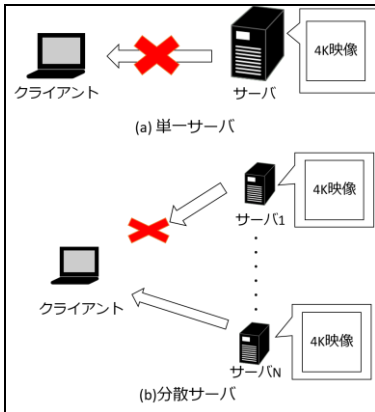 4K映像
クライアント
サーバ
(a) 単一サーバ
4K映像
サーバ1
クライアント
4K映像
サーバN
(b)分散サーバ